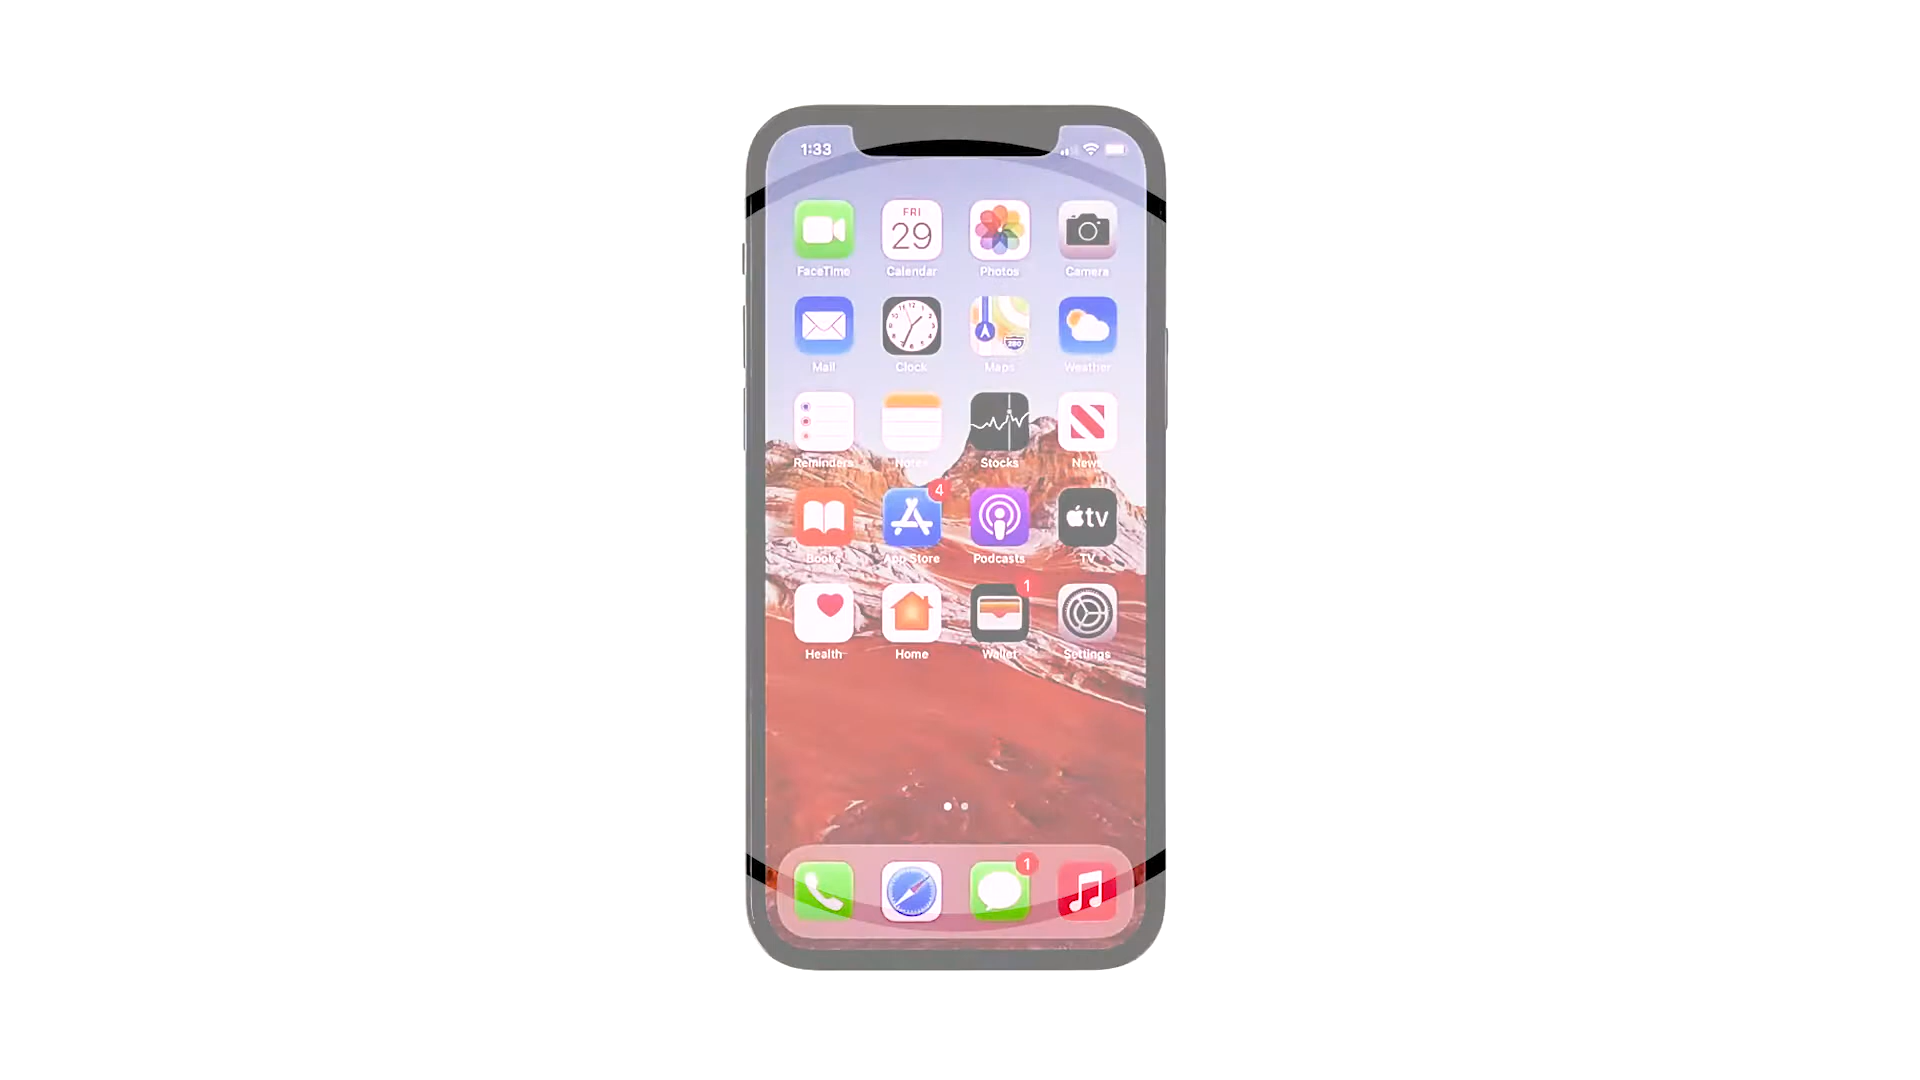 1:33
FRI
29
FaceTime Calendar Photos Camera
280
Mail Clock Maps Weather
Reminders Notes Stocks News
4
tv
Books App Store Podcasts TV
1
Health Home Wallet Settings
1